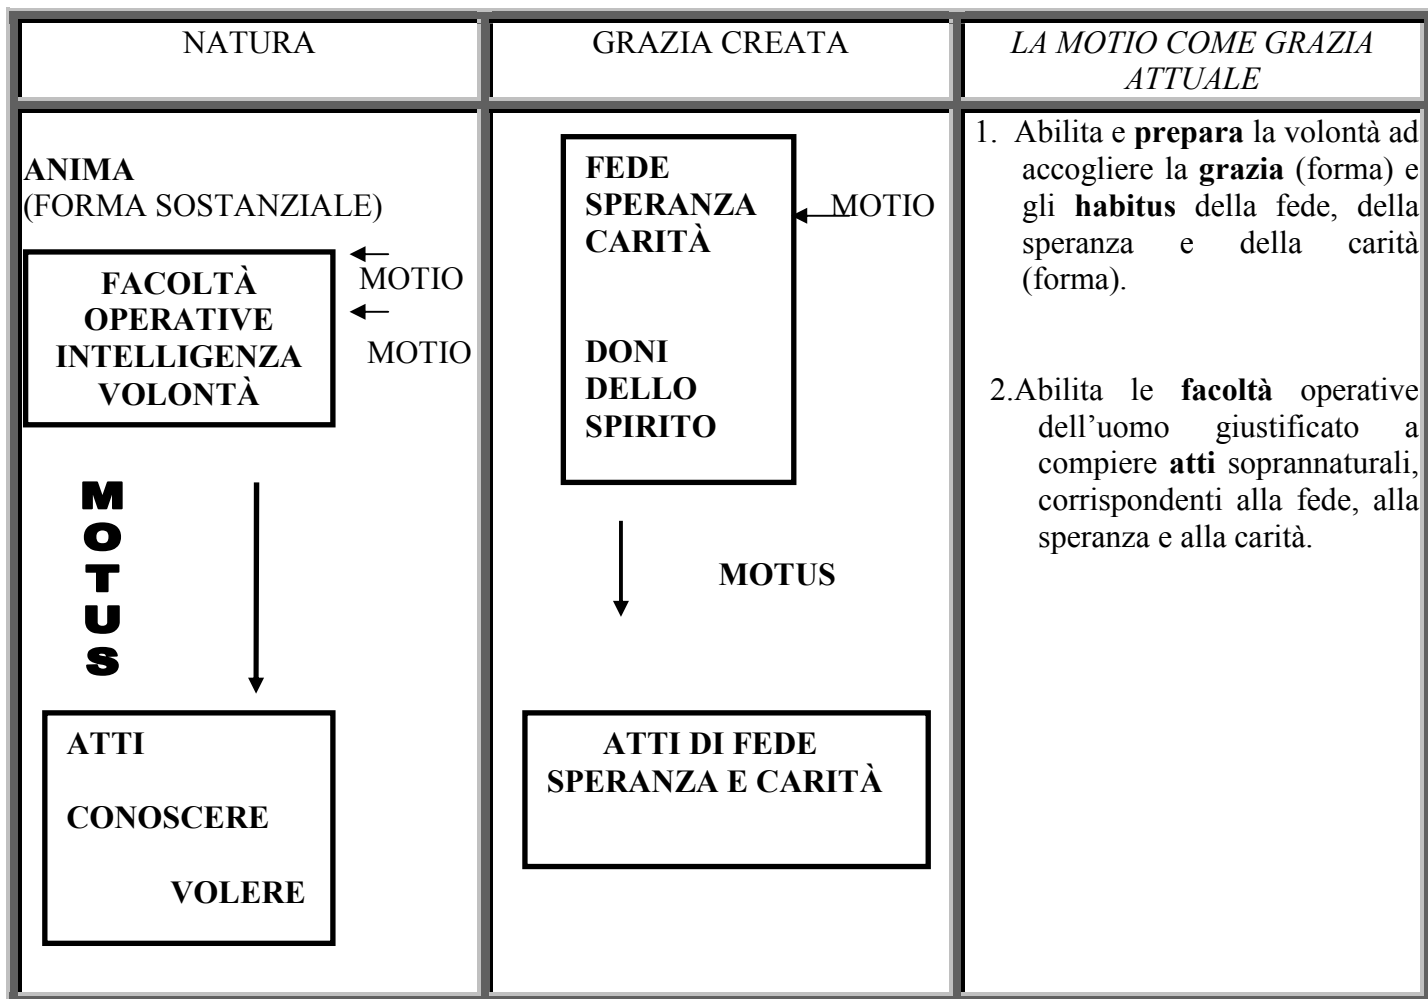 NATURA
GRAZIA CREATA
LA MOTIO COME GRAZIA
ATTUALE
ANIMA
(FORMA SOSTANZIALE)
MOTIO
FACOLTÀ
OPERATIVE
INTELLIGENZA
VOLONTÀ
MOTIO
MOTUS
ATTI
CONOSCERE
VOLERE
FEDE
SPERANZA
CARITÀ
MOTIO
DONI
DELLO
SPIRITO
MOTUS
ATTI DI FEDE
SPERANZA E CARITÀ
1. Abilita e prepara la volontà ad
accogliere la grazia (forma) e
gli habitus della fede, della
speranza e della carità
(forma).
2.Abilita le facoltà operative
dell’uomo giustificato a
compiere atti soprannaturali,
corrispondenti alla fede, alla
speranza e alla carità.